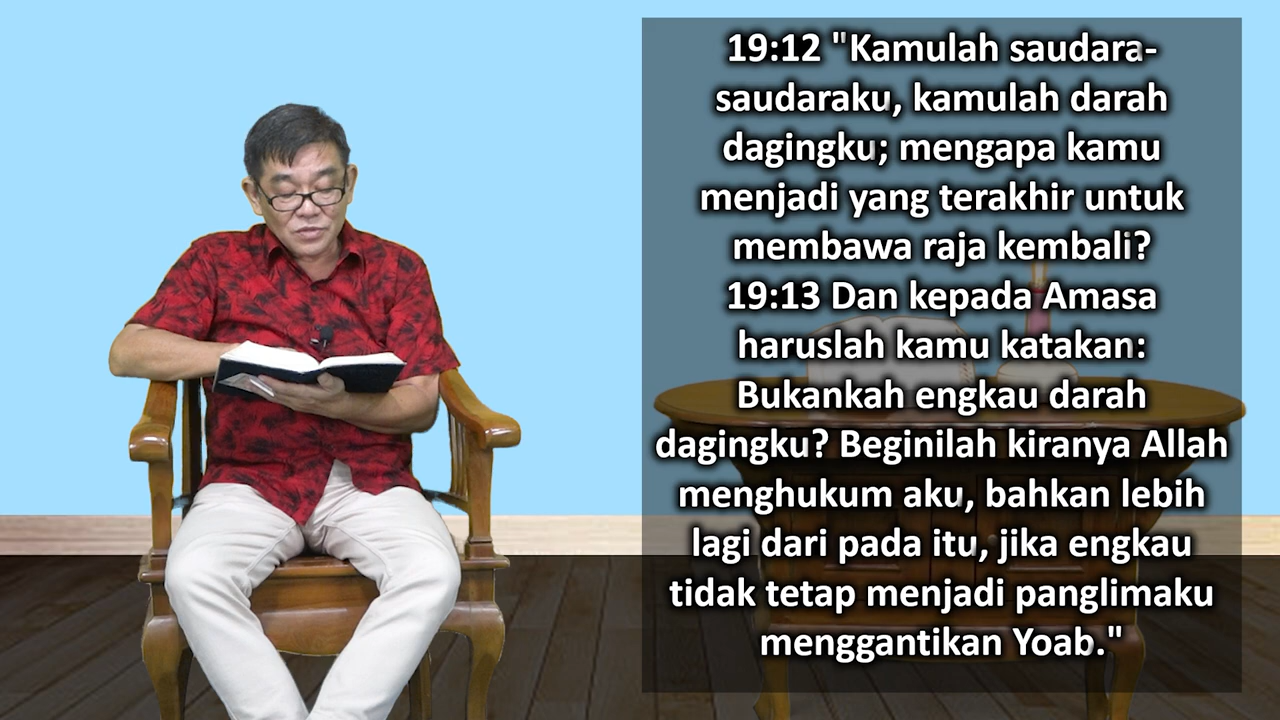 19:12 "Kamulah saudara-
saudaraku, kamulah darah
dagingku; mengapa kamu
menjadi yang terakhir untuk
membawa raja kembali?
19:13 Dan kepada Amasa
haruslah kamu katakan:
Bukankah engkau darah
dagingku? Beginilah kiranya Allah
menghukum aku, bahkan lebih
lagi dari pada itu, jika engkau
tidak tetap menjadi panglimaku
menggantikan Yoab."